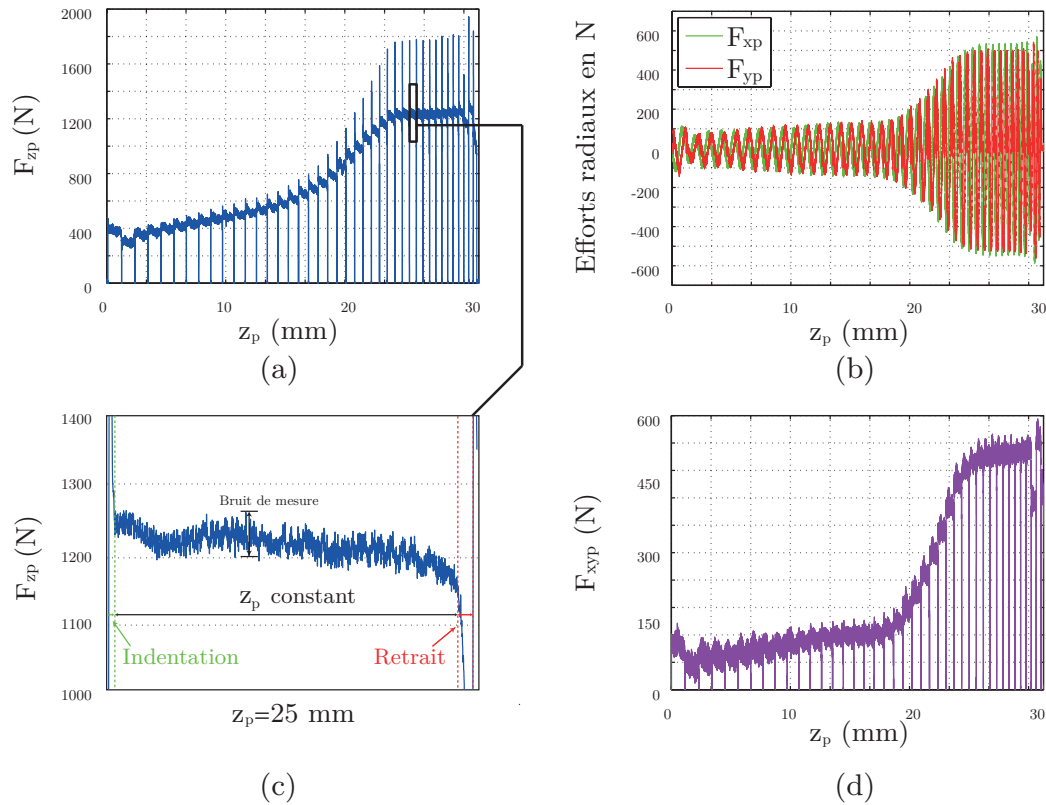 2000
1600
1200
800
400
0
F_zp (N)
0
10
20
30
z_p (mm)
(a)
600
400
200
0
-200
-400
-600
Efforts radiaux en N
F_xp
F_yp
0
10
20
30
z_p (mm)
(b)
1400
1300
1200
1100
1000
F_zp (N)
Bruit de mesure
z_p constant
Indentation
Retrait
z_p=25 mm
(c)
600
450
300
150
0
F_xyp (N)
0
10
20
30
z_p (mm)
(d)